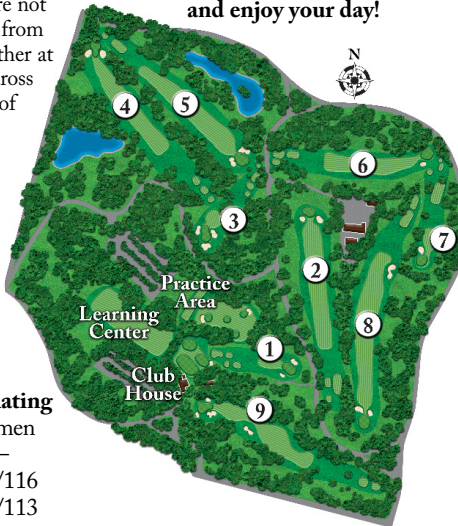 and enjoy your day!
re not
from
ther at
ross
of
N
4
5
6
3
7
2
Practice
Area
Learning
Center
8
1
Club
House
9
ating
men
–
/116
/113